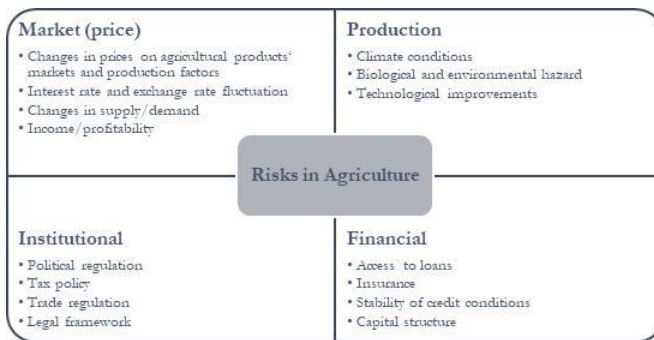 Market (price)
• Changes in prices on agricultural products'
markets and production factors
• Interest rate and exchange rate fluctuation
• Changes in supply/demand
• Income/profitability
Production
• Climate conditions
• Biological and environmental hazard
• Technological improvements
Risks in Agriculture
Institutional
• Political regulation
• Tax policy
• Trade regulation
• Legal framework
Financial
• Access to loans
• Insurance
• Stability of credit conditions
• Capital structure